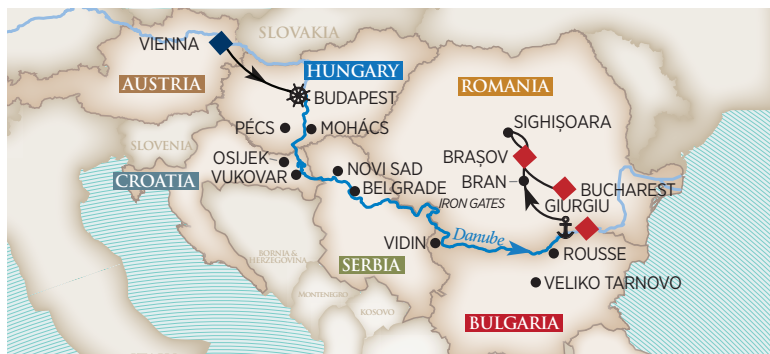 SLOVAKIA
VIENNA
AUSTRIA
HUNGARY
ROMANIA
BUDAPEST
SIGHIȘOARA
PÉCS
MOHÁCS
SLOVENIA
BRAȘOV
OSIJEK
NOVI SAD
CROATIA
VUKOVAR
BRAN
BELGRADE
BUCHAREST
IRON GATES
GIURGIU
Danube
VIDIN
BORNIA &
HERZEGOVINA
ROUSSE
SERBIA
VELIKO TARNOVO
MONTENEGRO
KOSOVO
BULGARIA